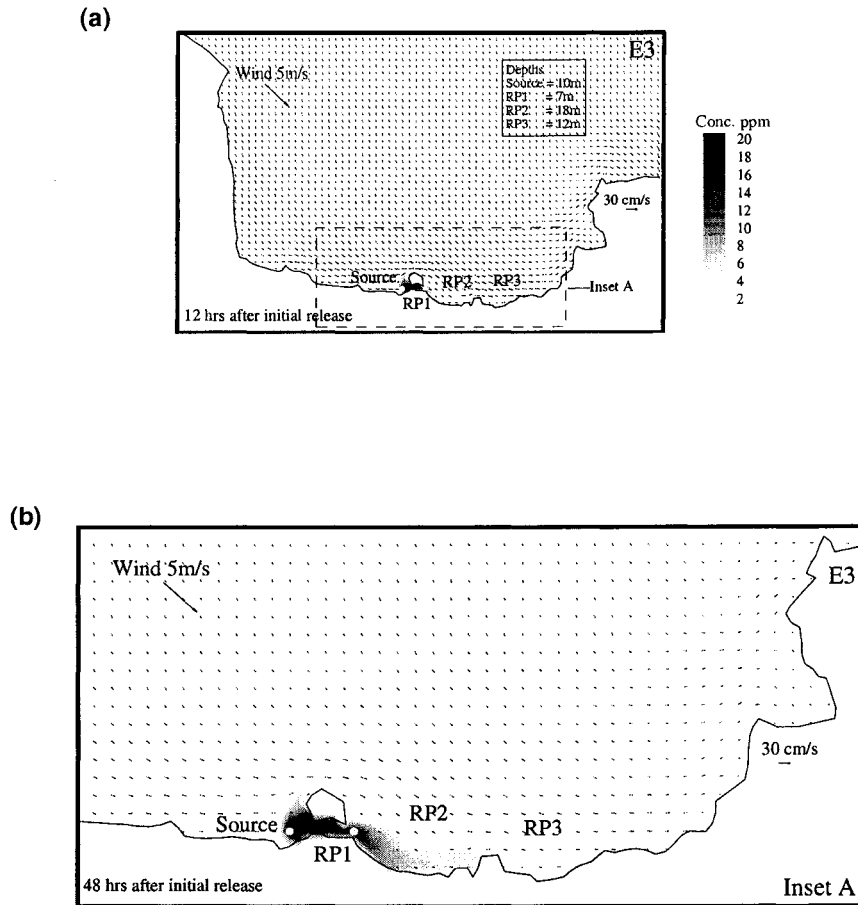 (a)
E3
Wind 5m/s
Depths
Source = 10m
RP1 = 7m
RP2 = 18m
RP3 = 12m
Conc. ppm
20
18
16
14
12
10
8
6
4
2
30 cm/s
Source
RP2
RP3
RP1
Inset A
12 hrs after initial release
(b)
Wind 5m/s
E3
30 cm/s
RP2
Source
RP3
RP1
48 hrs after initial release
Inset A